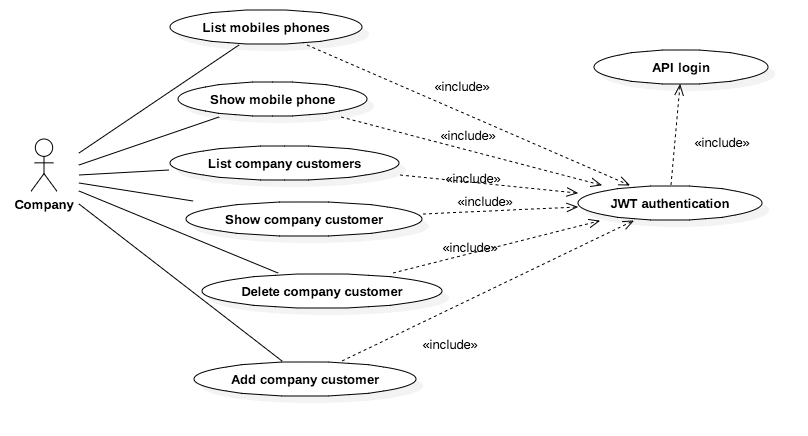 List mobiles phones
API login
«include»
Show mobile phone
«include»
«include»
List company customers
«include»
Company
«include»
JWT authentication
Show company customer
«include»
Delete company customer
«include»
Add company customer